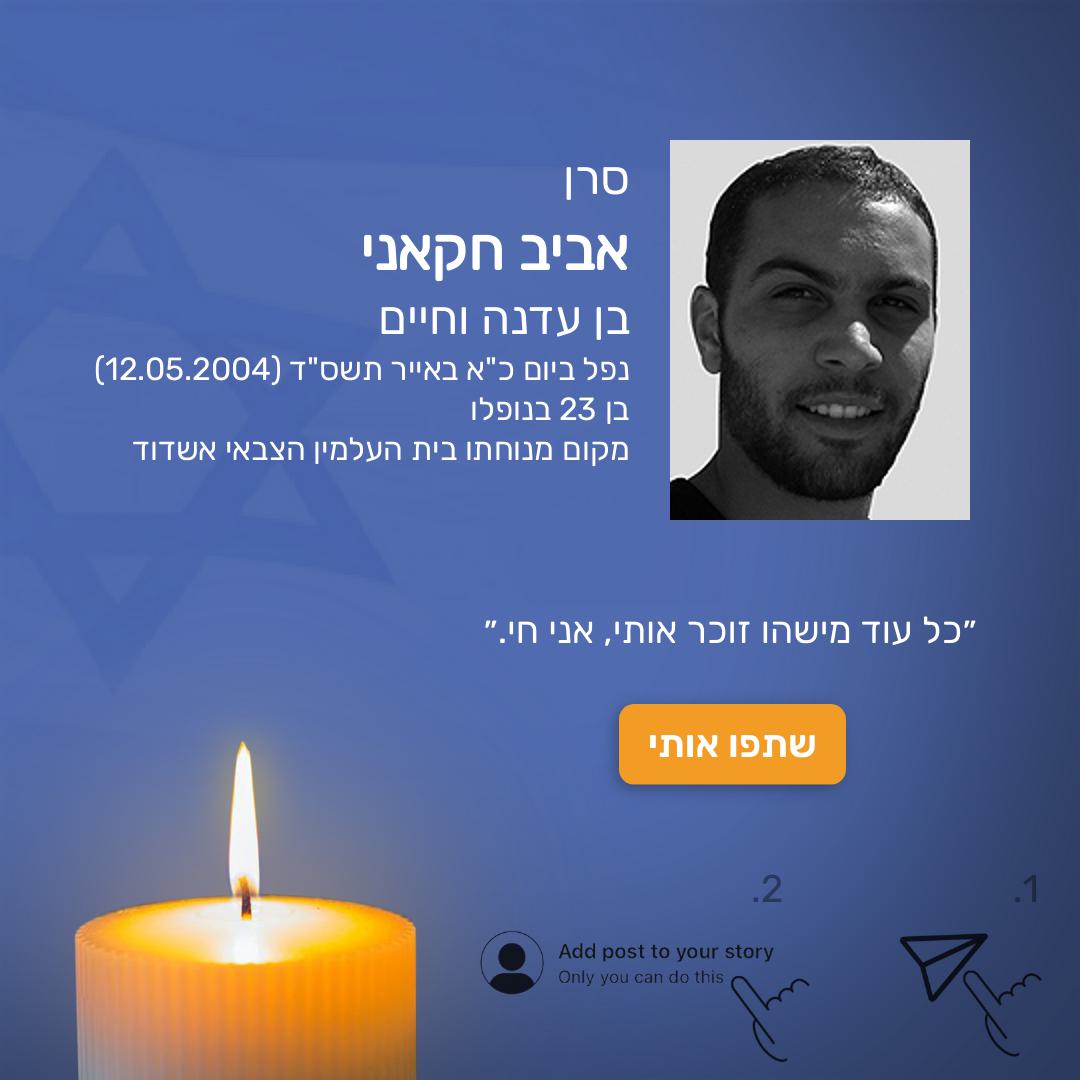 סרן
אביב חקאני
בן עדנה וחיים
נפל ביום כ"א באייר תשס"ד (12.05.2004)
בן 23 בנופלו
מקום מנוחתו בית העלמין הצבאי אשדוד
״כל עוד מישהו זוכר אותי, אני חי.״
שתפו אותי
1.
2.
Add post to your story
Only you can do this